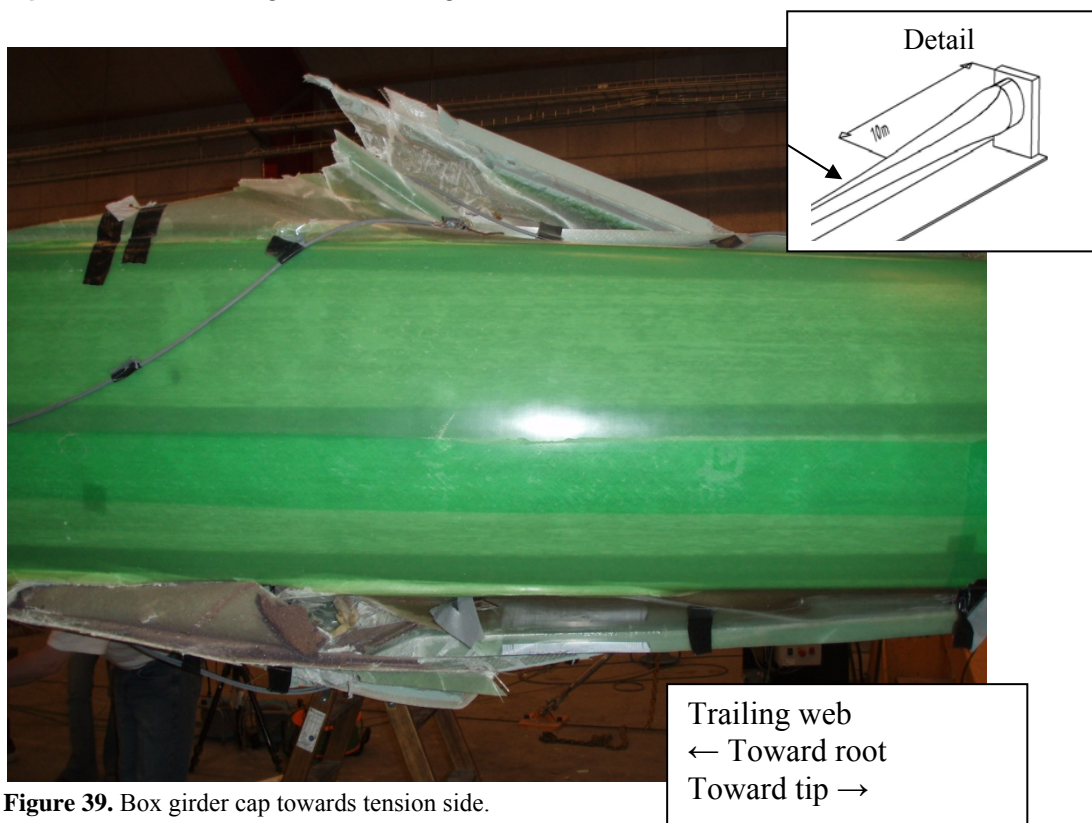 Detail
10m
Trailing web
← Toward root
Toward tip →
Figure 39. Box girder cap towards tension side.